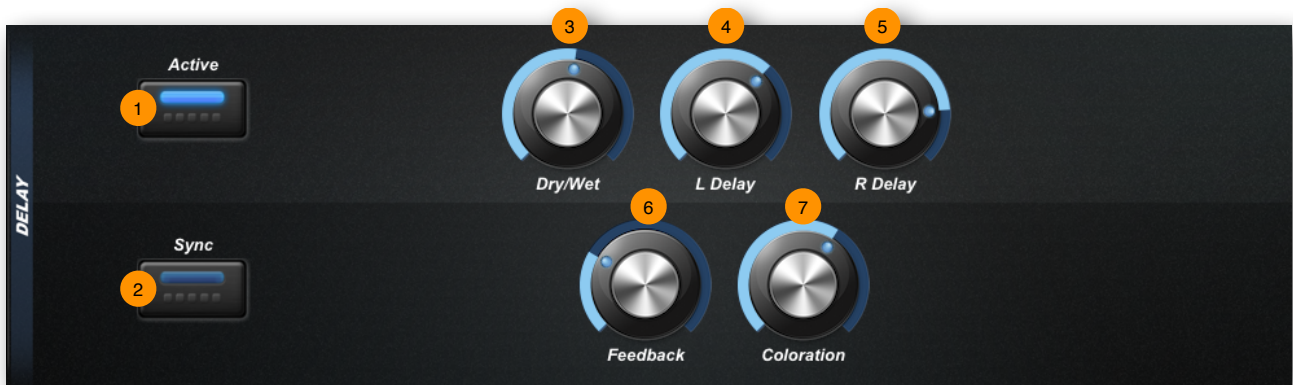 3
4
5
Active
1
Dry/Wet
L Delay
R Delay
DELAY
6
7
Sync
2
Feedback
Coloration